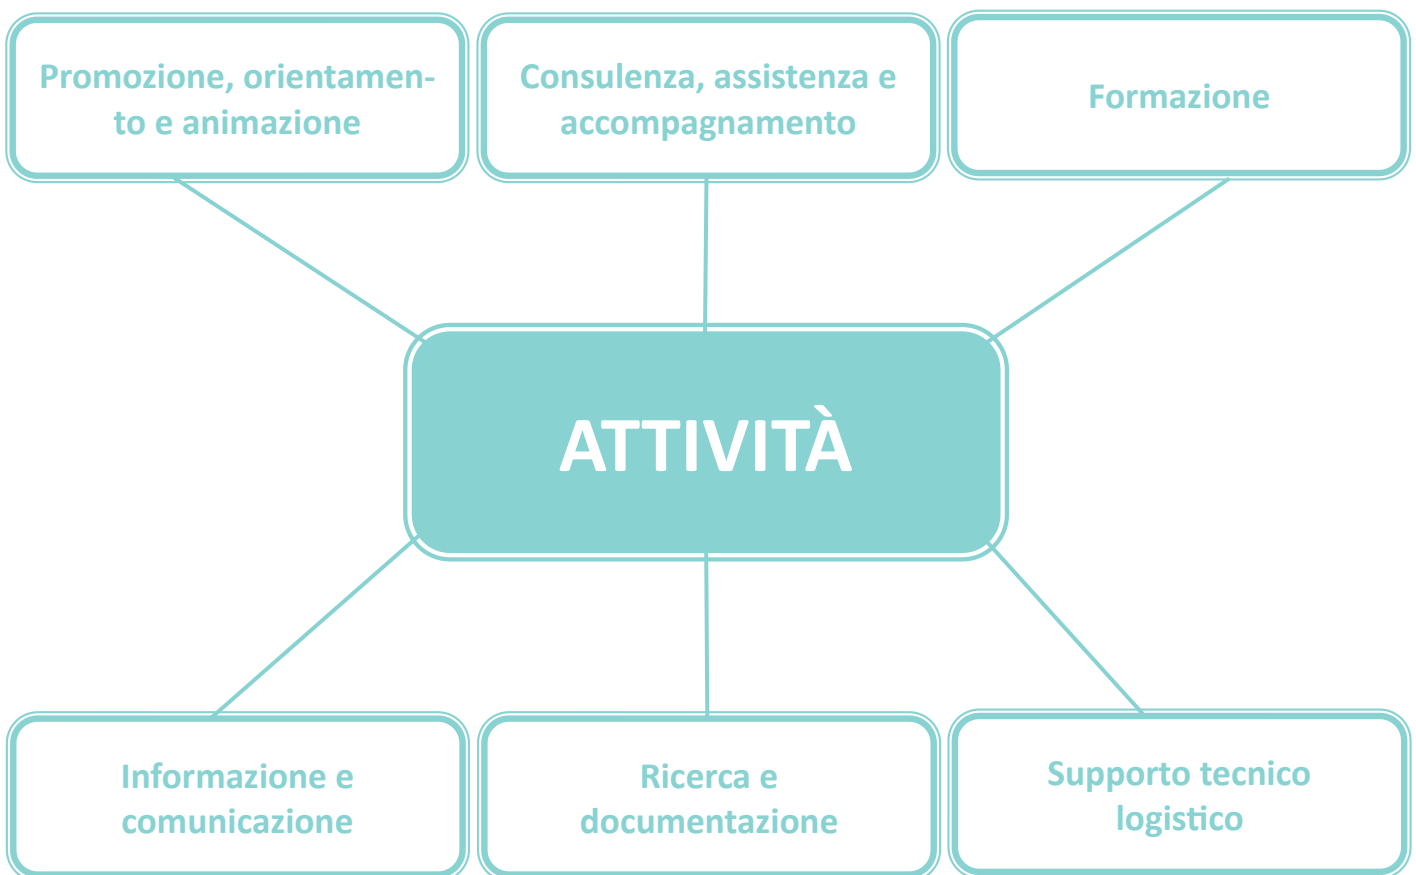 Promozione, orientamen-
to e animazione
Consulenza, assistenza e
accompagnamento
Formazione
ATTIVITÀ
Informazione e
comunicazione
Ricerca e
documentazione
Supporto tecnico
logistico